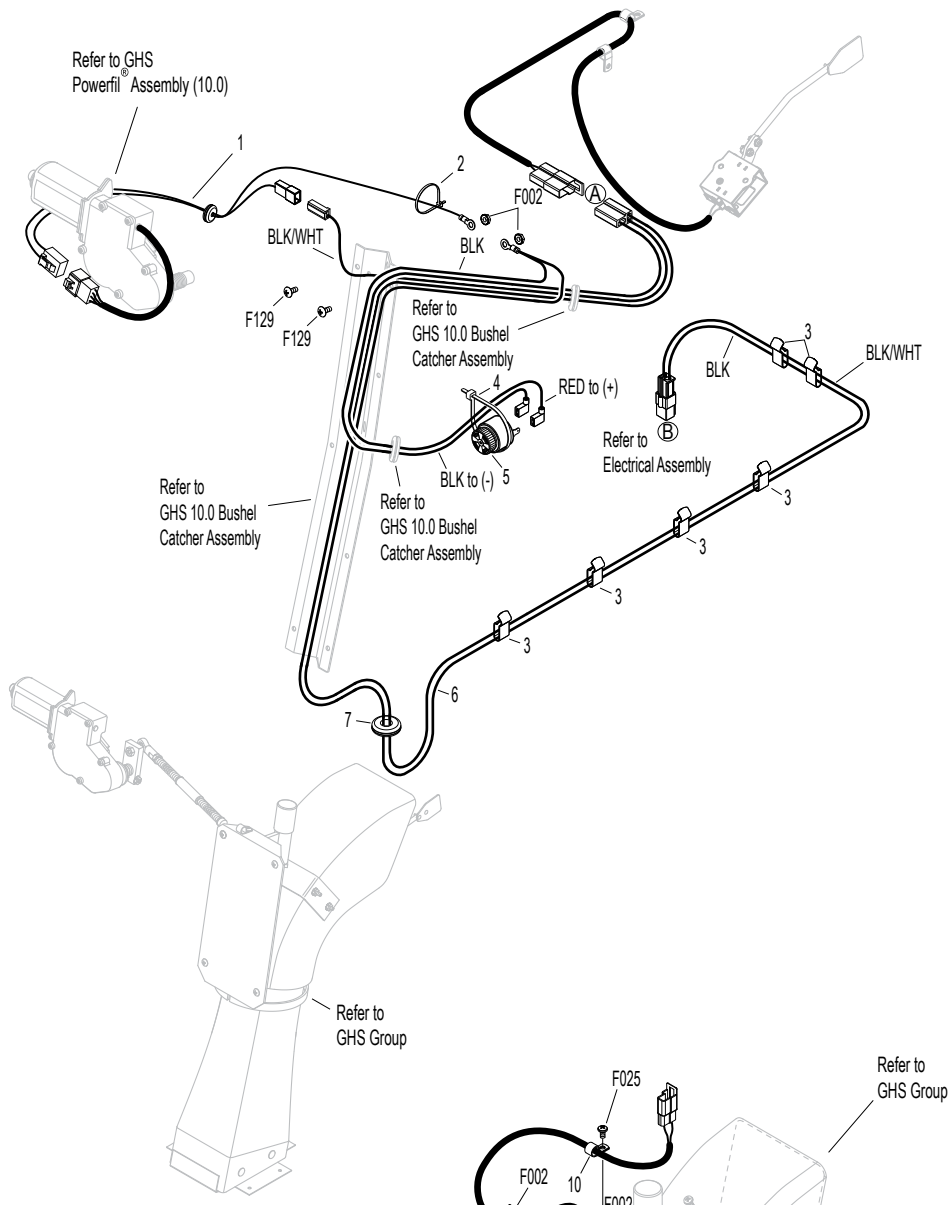 Refer to GHS
Powerfil® Assembly (10.0)
1
2
F002
A
BLK/WHT
BLK
F129
F129
Refer to
GHS 10.0 Bushel
Catcher Assembly
3
BLK/WHT
BLK
4
RED to (+)
B
Refer to
Electrical Assembly
BLK to (-)
5
3
Refer to
GHS 10.0 Bushel
Catcher Assembly
Refer to
GHS 10.0 Bushel
Catcher Assembly
3
3
3
6
7
Refer to
GHS Group
Refer to
GHS Group
F025
F002
10
F002